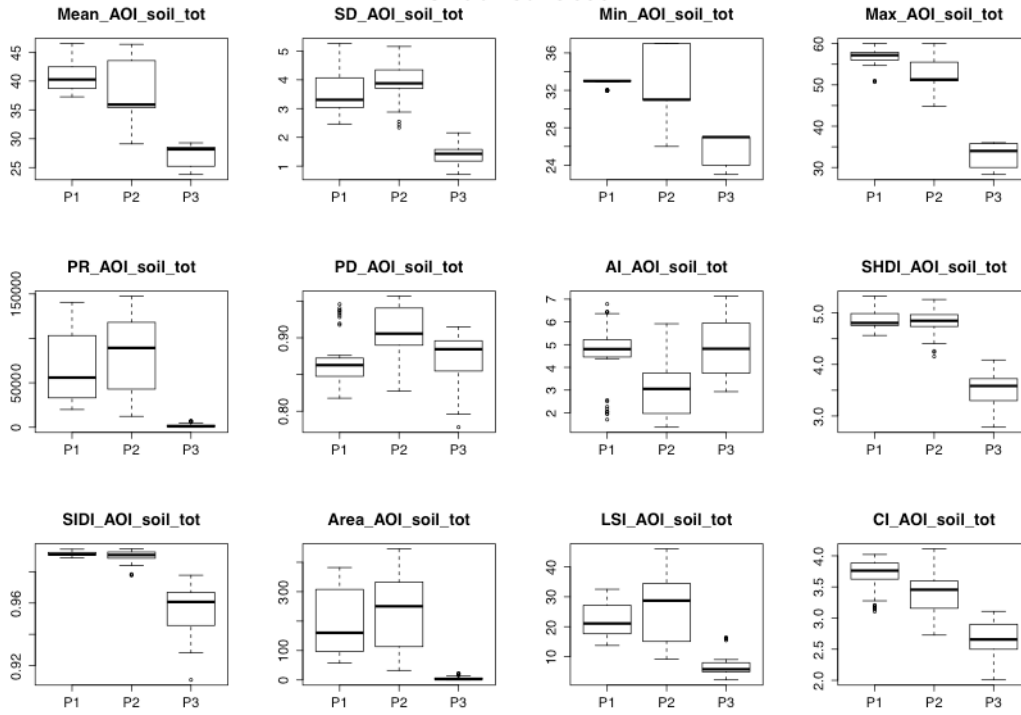 Mean_AOI_soil_tot
SD_AOI_soil_tot
Min_AOI_soil_tot
Max_AOI_soil_tot
25 30 35 40 45
1 2 3 4 5
24 28 32 36
30 40 50 60
P1 P2 P3
P1 P2 P3
P1 P2 P3
P1 P2 P3
PR_AOI_soil_tot
PD_AOI_soil_tot
AI_AOI_soil_tot
SHDI_AOI_soil_tot
0 50000 150000
0.80 0.90
2 3 4 5 6 7
3.0 4.0 5.0
P1 P2 P3
P1 P2 P3
P1 P2 P3
P1 P2 P3
SIDI_AOI_soil_tot
Area_AOI_soil_tot
LSI_AOI_soil_tot
CI_AOI_soil_tot
0.92 0.96
0 100 300
10 20 30 40
2.0 2.5 3.0 3.5 4.0
P1 P2 P3
P1 P2 P3
P1 P2 P3
P1 P2 P3